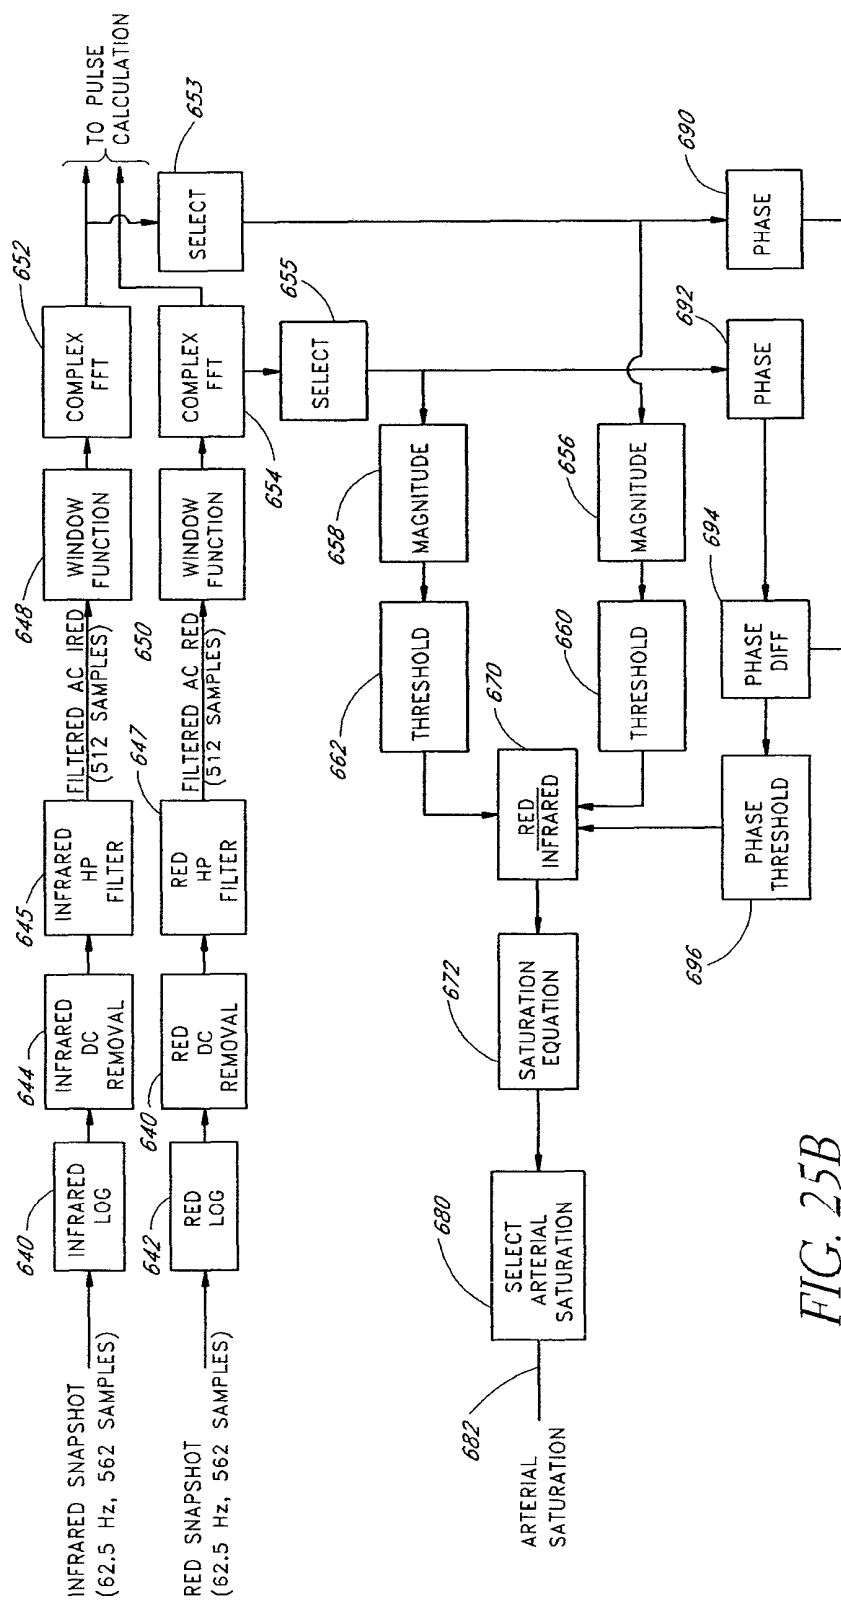 INFRARED SNAPSHOT
(62.5 Hz, 562 SAMPLES)
640
INFRARED
LOG
644
INFRARED
DC
REMOVAL
645
INFRARED
HP
FILTER
FILTERED AC IRED
(512 SAMPLES)
648
WINDOW
FUNCTION
652
COMPLEX
FFT
TO PULSE
CALCULATION
RED SNAPSHOT
(62.5 Hz, 562 SAMPLES)
642
RED
LOG
640
RED
DC
REMOVAL
647
RED
HP
FILTER
FILTERED AC RED
(512 SAMPLES)
650
WINDOW
FUNCTION
654
COMPLEX
FFT
653
SELECT
655
SELECT
658
MAGNITUDE
662
THRESHOLD
656
MAGNITUDE
660
THRESHOLD
670
RED
INFRARED
672
SATURATION
EQUATION
680
SELECT
ARTERIAL
SATURATION
682
ARTERIAL
SATURATION
690
PHASE
692
PHASE
694
PHASE
DIFF
696
PHASE
THRESHOLD
FIG. 25B